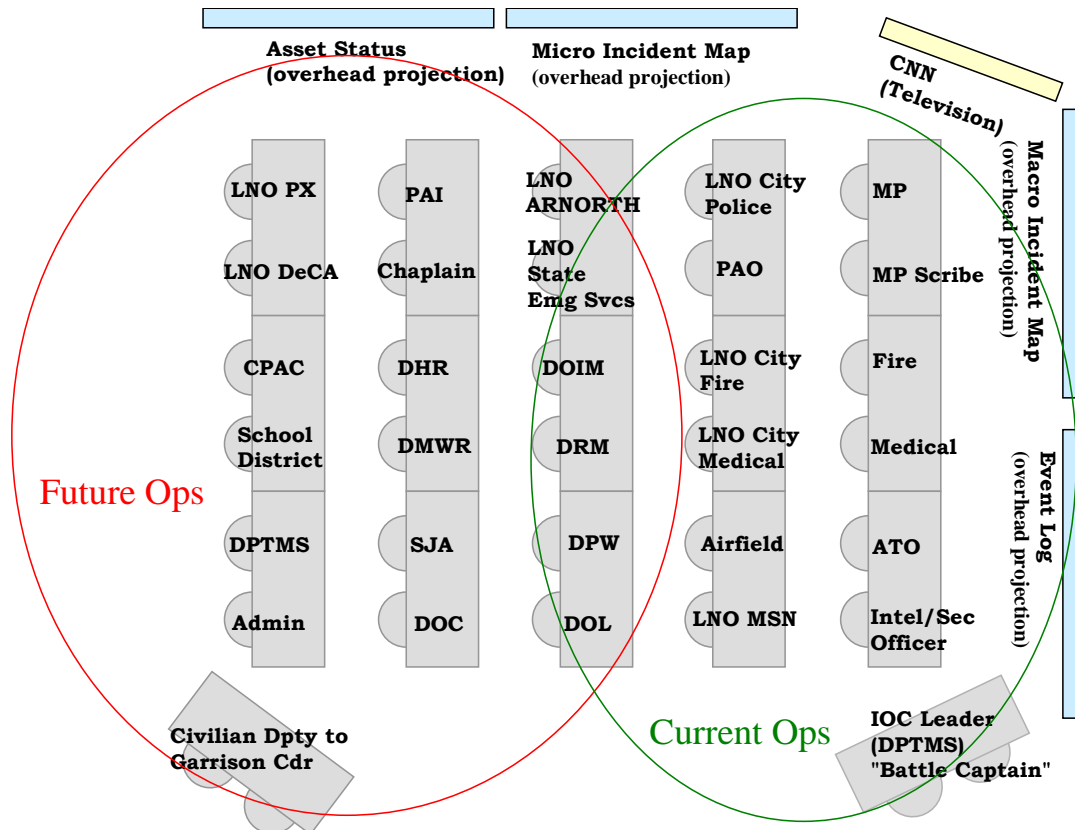 Asset Status
(overhead projection)
Micro Incident Map
(overhead projection)
CNN
(Television)
Macro Incident Map
(overhead projection)
Event Log
(overhead projection)
LNO PX
LNO DeCA
CPAC
School
District
DPTMS
Admin
PAI
Chaplain
DHR
DMWR
SJA
DOC
LNO
ARNORTH
LNO
State
Emg Svcs
DOIM
DRM
DPW
DOL
LNO City
Police
PAO
LNO City
Fire
LNO City
Medical
Airfield
LNO MSN
MP
MP Scribe
Fire
Medical
ATO
Intel/Sec
Officer
Future Ops
Current Ops
Civilian Dpty to
Garrison Cdr
IOC Leader
(DPTMS)
"Battle Captain"